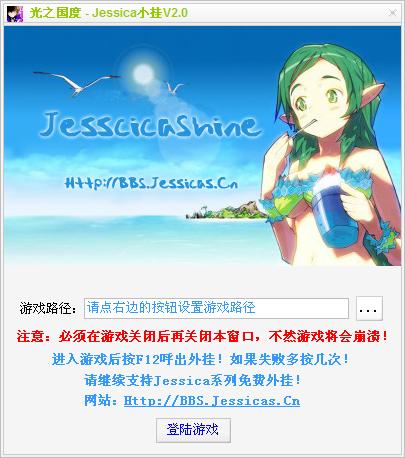 光之国度 - Jessica小挂V2.0
JesscicaShine
Http://BBS.Jessicas.Cn
游戏路径: 请点右边的按钮设置游戏路径 ...
注意：必须在游戏关闭后再关闭本窗口，不然游戏将会崩溃！
进入游戏后按F12呼出外挂！如果失败多按几次！
请继续支持Jessica系列免费外挂！
网站：Http://BBS.Jessicas.Cn
登陆游戏